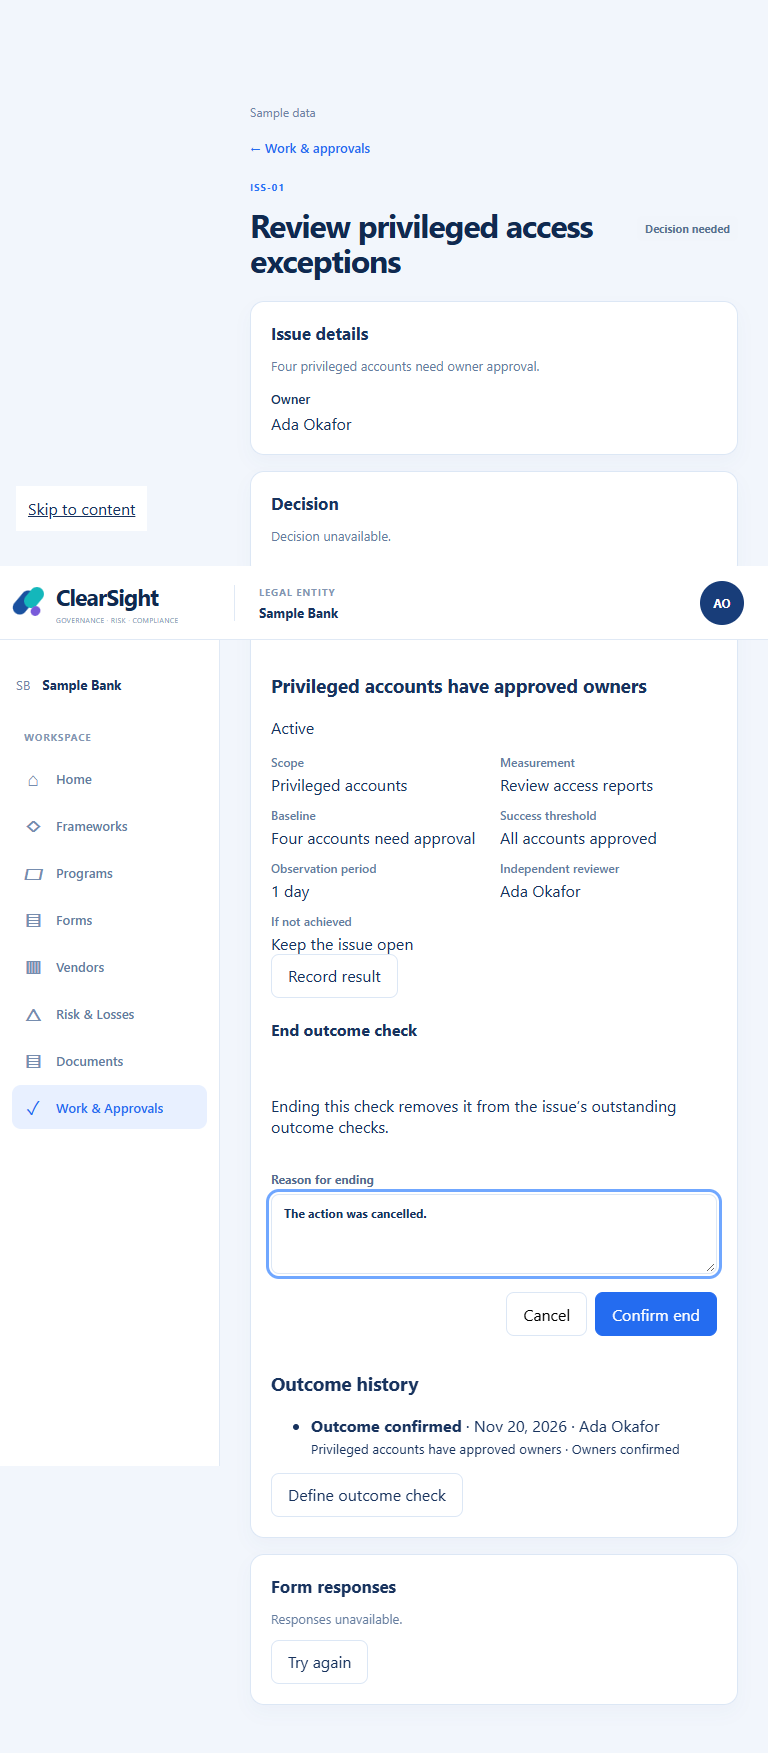 Sample data
← Work & approvals
ISS-01
Review privileged access
exceptions
Decision needed
Issue details
Four privileged accounts need owner approval.
Owner
Ada Okafor
Skip to content
Decision
Decision unavailable.
ClearSight
GOVERNANCE · RISK · COMPLIANCE
LEGAL ENTITY
Sample Bank
AO
SB Sample Bank
WORKSPACE
Home
Frameworks
Programs
Forms
Vendors
Risk & Losses
Documents
Work & Approvals
Privileged accounts have approved owners
Active
Scope
Privileged accounts
Measurement
Review access reports
Baseline
Four accounts need approval
Success threshold
All accounts approved
Observation period
1 day
Independent reviewer
Ada Okafor
If not achieved
Keep the issue open
Record result
End outcome check
Ending this check removes it from the issue's outstanding
outcome checks.
Reason for ending
The action was cancelled.
Cancel
Confirm end
Outcome history
• Outcome confirmed · Nov 20, 2026 · Ada Okafor
Privileged accounts have approved owners · Owners confirmed
Define outcome check
Form responses
Responses unavailable.
Try again